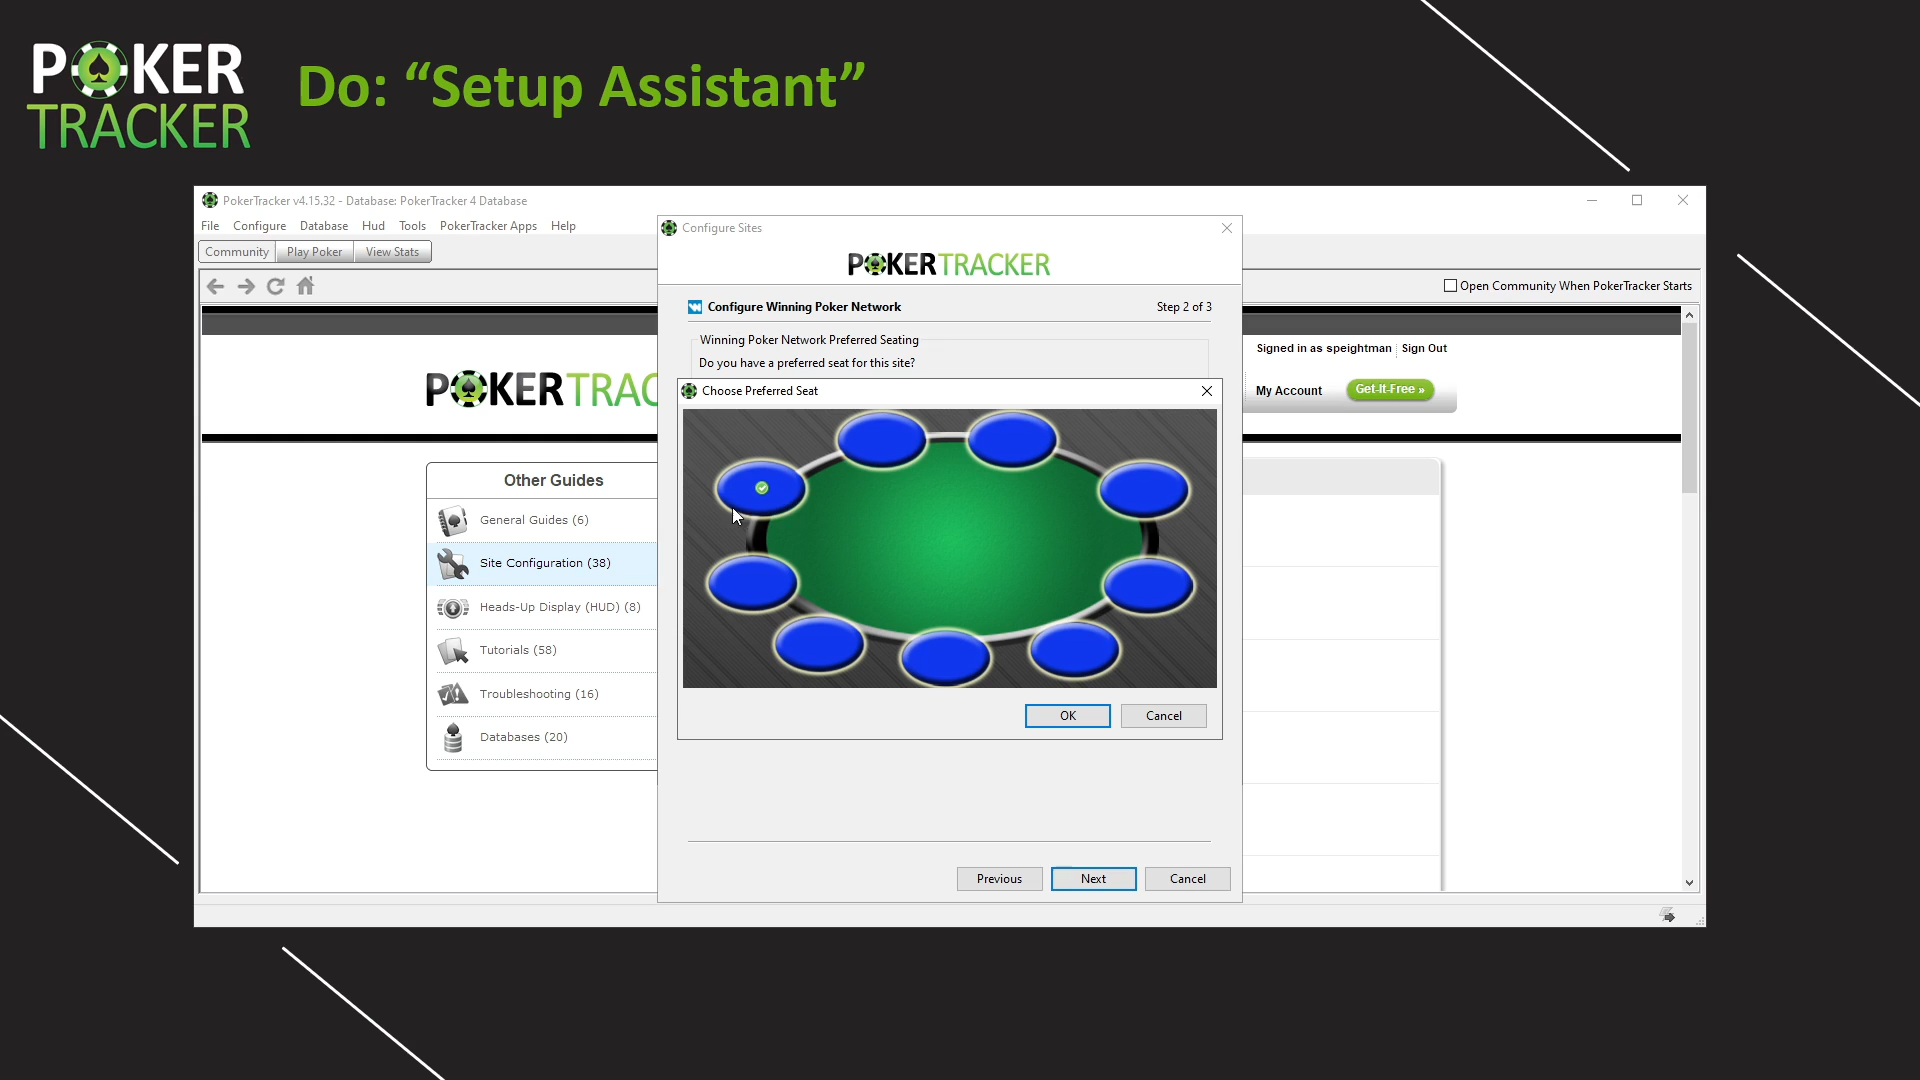 POKER
TRACKER
Do: “Setup Assistant”
PokerTracker v4.15.32 - Database: PokerTracker 4 Database
File Configure Database Hud Tools PokerTracker Apps Help
Community Play Poker View Stats
Open Community When PokerTracker Starts
Configure Sites
POKERTRACKER
Configure Winning Poker Network Step 2 of 3
Winning Poker Network Preferred Seating
Do you have a preferred seat for this site?
Choose Preferred Seat
OK Cancel
Previous Next Cancel
Signed in as speightman Sign Out
My Account Get-It-Free »
POKERTRAC
Other Guides
General Guides (6)
Site Configuration (38)
Heads-Up Display (HUD) (8)
Tutorials (58)
Troubleshooting (16)
Databases (20)